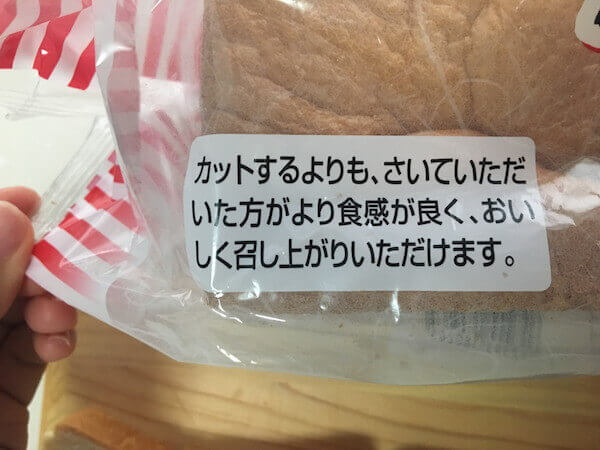 カットするよりも、さいていただ
いた方がより食感が良く、おい
しく召し上がりいただけます。